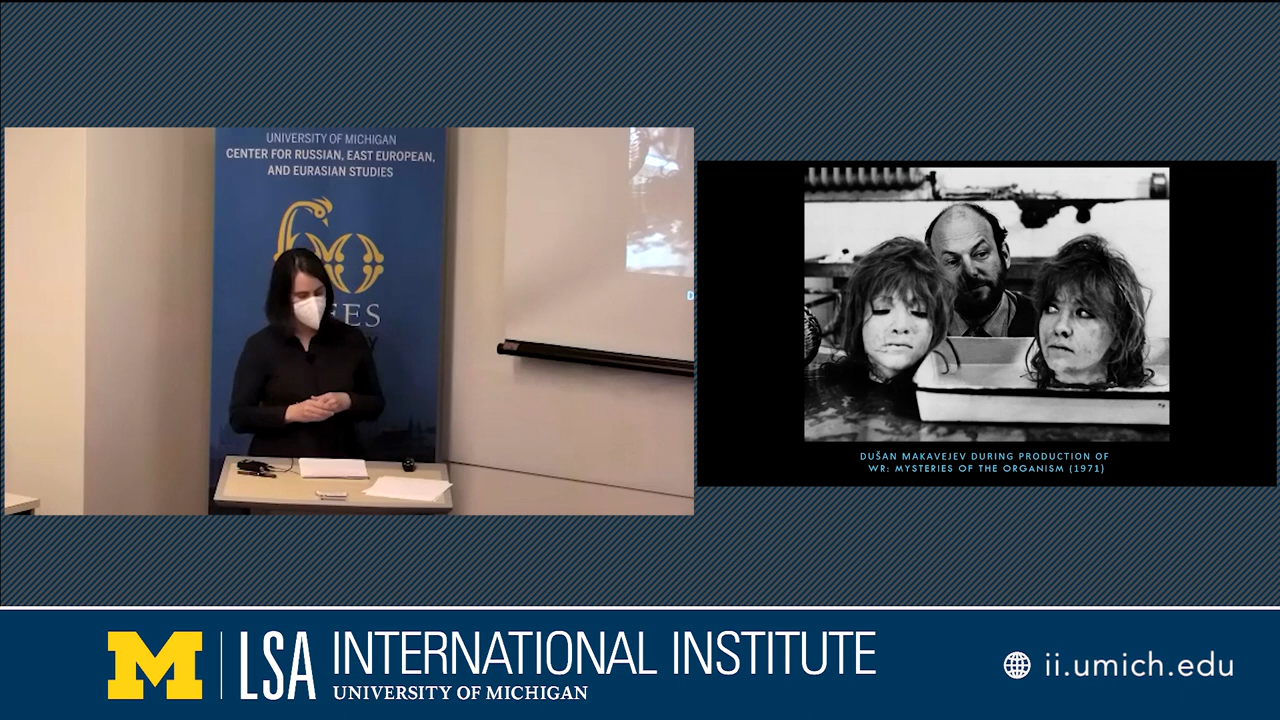 UNIVERSITY OF MICHIGAN
CENTER FOR RUSSIAN, EAST EUROPEAN,
AND EURASIAN STUDIES
60
DUŠAN MAKAVEJEV DURING PRODUCTION OF
WR: MYSTERIES OF THE ORGANISM (1971)
M LSA INTERNATIONAL INSTITUTE
UNIVERSITY OF MICHIGAN
ii.umich.edu